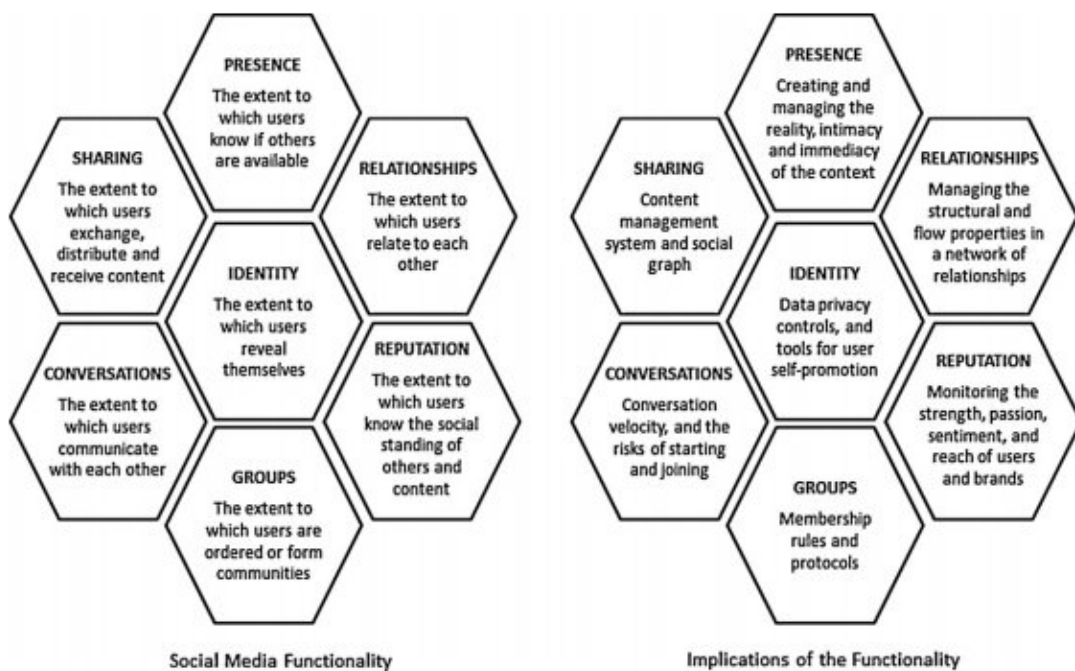 PRESENCE
The extent to
which users
know if others
are available
SHARING
The extent to
which users
exchange,
distribute and
receive content
RELATIONSHIPS
The extent to
which users
relate to each
other
IDENTITY
The extent to
which users
reveal
themselves
CONVERSATIONS
The extent to
which users
communicate
with each other
REPUTATION
The extent to
which users
know the social
standing of
others and
content
GROUPS
The extent to
which users are
ordered or form
communities
Social Media Functionality
PRESENCE
Creating and
managing the
reality, intimacy
and immediacy
of the context
SHARING
Content
management
system and social
graph
RELATIONSHIPS
Managing the
structural and
flow properties in
a network of
relationships
IDENTITY
Data privacy
controls, and
tools for user
self-promotion
CONVERSATIONS
Conversation
velocity, and the
risks of starting
and joining
REPUTATION
Monitoring the
strength, passion,
sentiment, and
reach of users
and brands
GROUPS
Membership
rules and
protocols
Implications of the Functionality